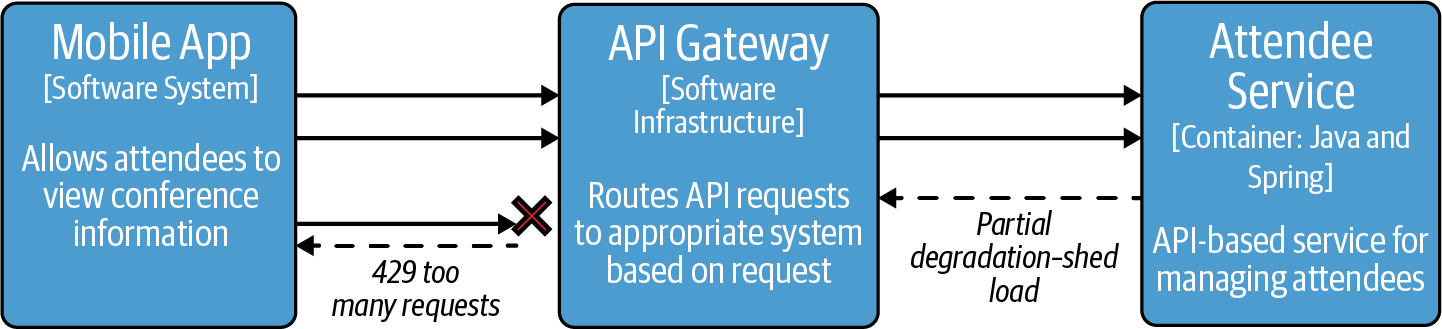 Mobile App
[Software System]
Allows attendees to
view conference
information
429 too
many requests
API Gateway
[Software
Infrastructure]
Routes API requests
to appropriate system
based on request
Partial
degradation–shed
load
Attendee
Service
[Container: Java and
Spring]
API-based service for
managing attendees